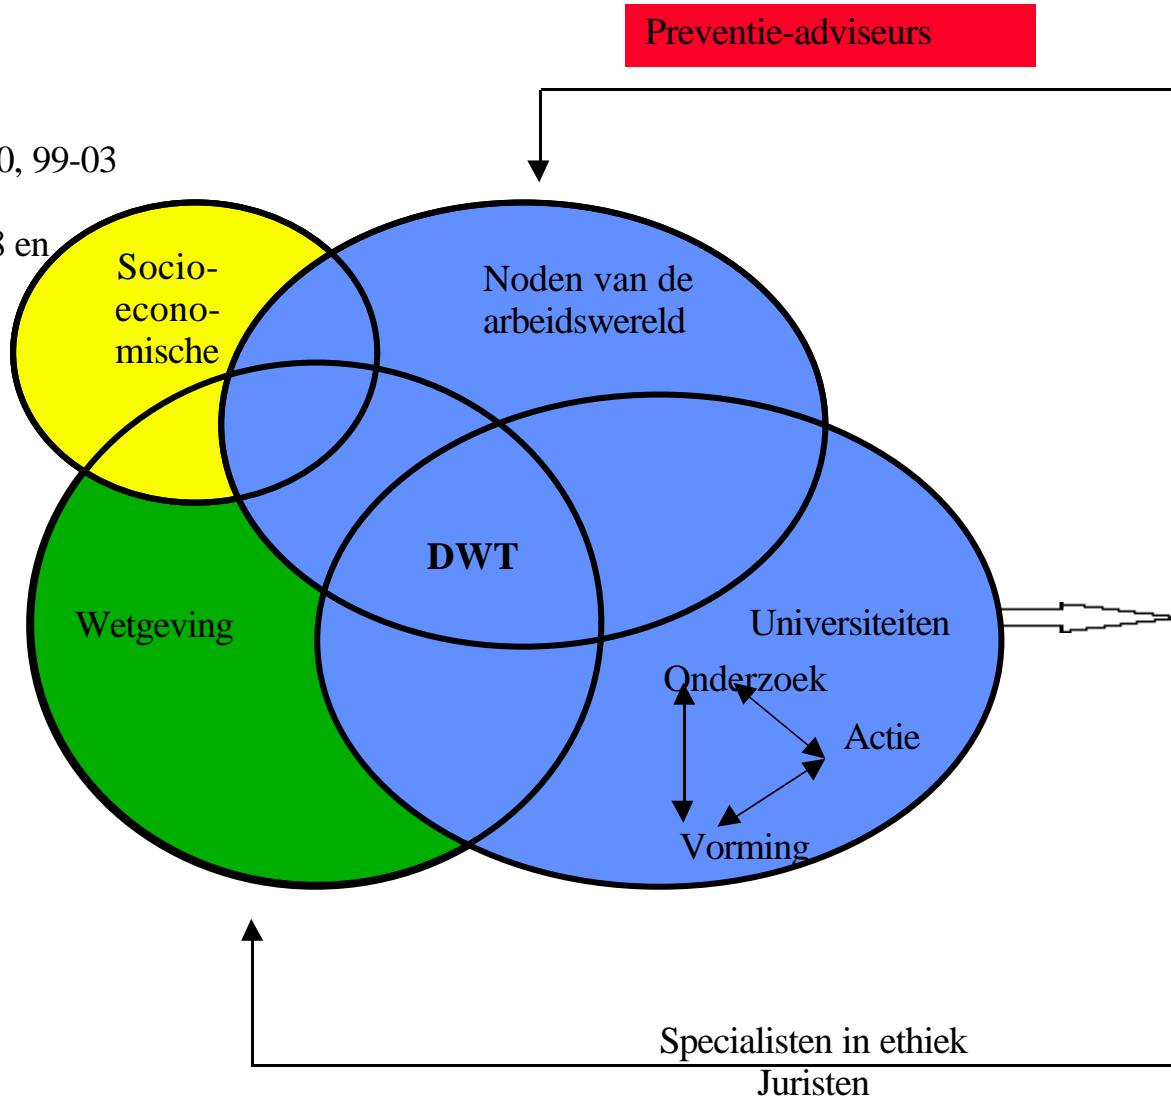 Preventie-adviseurs
0, 99-03
8 en
Socio-
econo-
mische
Noden van de
arbeidswereld
DWT
Wetgeving
Universiteiten
Onderzoek
Actie
Vorming
Specialisten in ethiek
Juristen